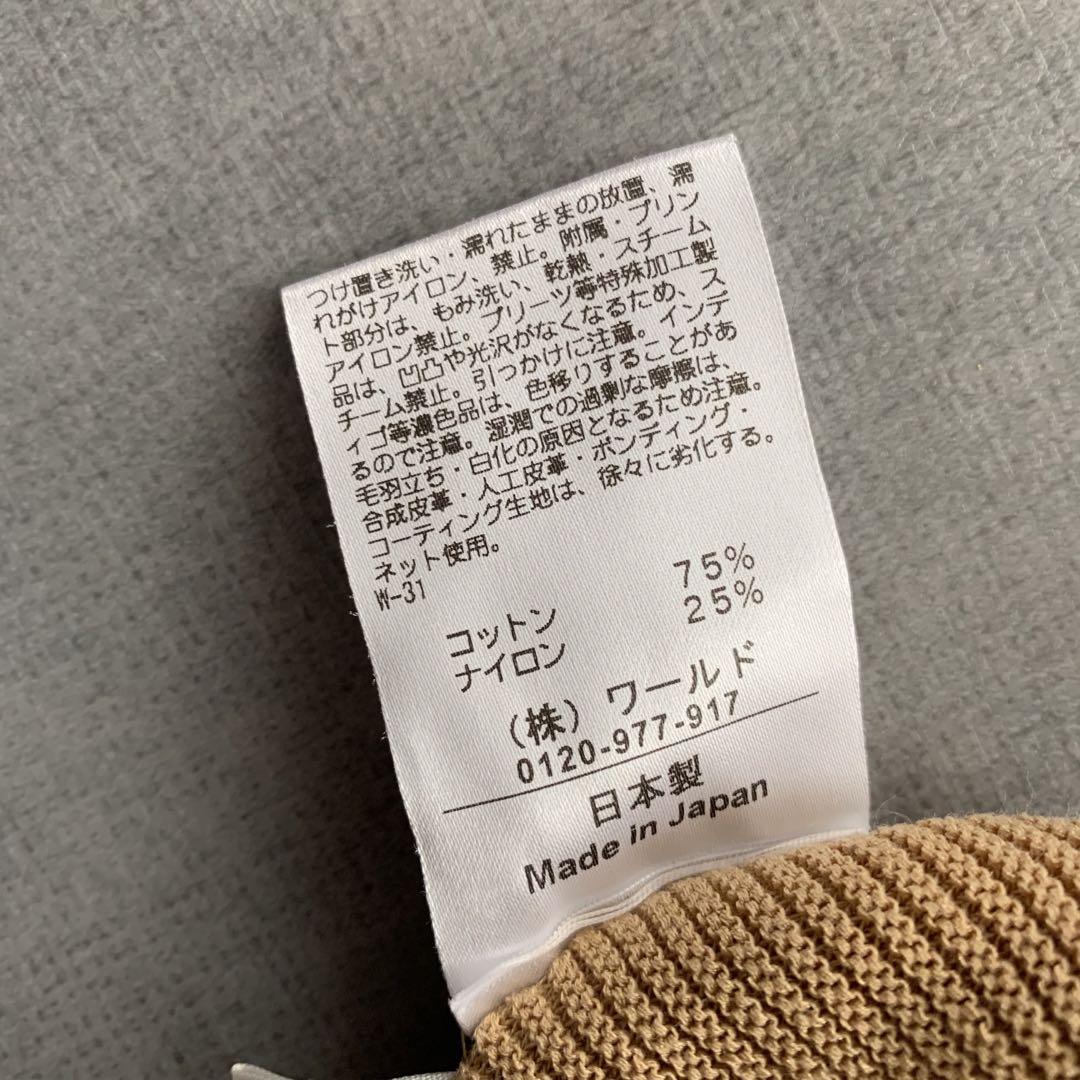 つけ置き洗い・濡れたままの放置、濡
れがけアイロン、禁止。附属・プリン
ト部分は、もみ洗い、乾熱・スチーム
アイロン禁止。プリーツ等特殊加工製
品は、凹凸や光沢がなくなるため、ス
チーム禁止。引っかけに注意。インデ
ィゴ等濃色品は、色移りすることがあ
るので注意。湿潤での過剰な摩擦は、
毛羽立ち・白化の原因となるため注意。
合成皮革・人工皮革・ボンディング・
コーティング生地は、徐々に劣化する。
ネット使用。
W-31
コットン 75%
ナイロン 25%
(株) ワールド
0120-977-917
日本製
Made in Japan